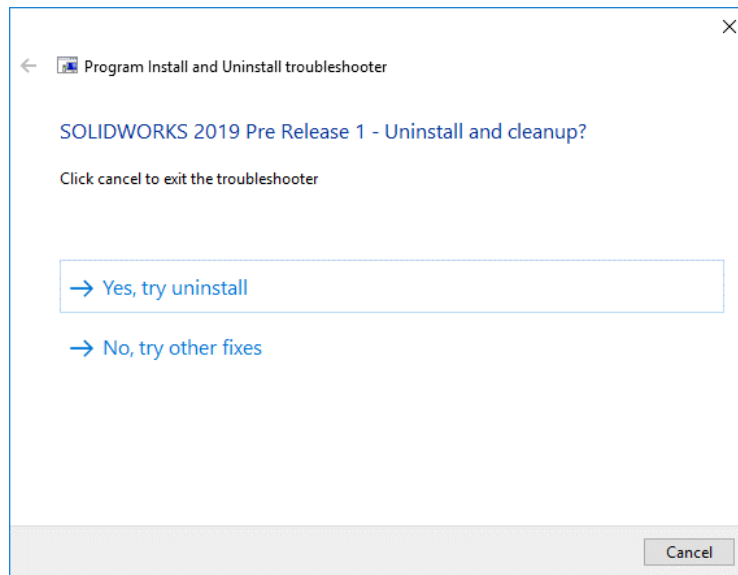 Program Install and Uninstall troubleshooter
SOLIDWORKS 2019 Pre Release 1 - Uninstall and cleanup?
Click cancel to exit the troubleshooter
Yes, try uninstall
No, try other fixes
Cancel